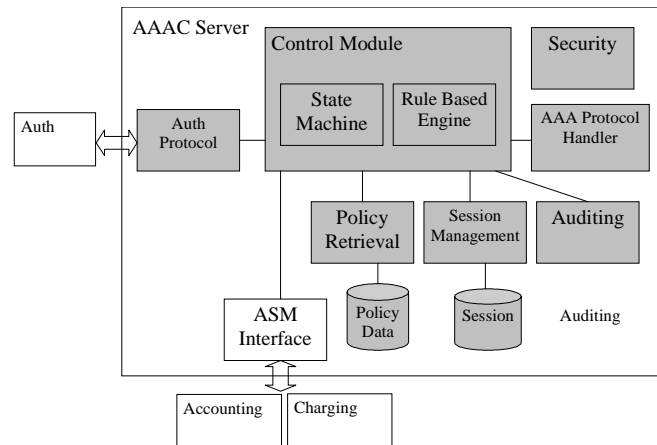 AAAC Server
Control Module
Security
State
Machine
Rule Based
Engine
Auth
Auth
Protocol
AAA Protocol
Handler
Policy
Retrieval
Session
Management
Auditing
ASM
Interface
Policy
Data
Session
Auditing
Accounting
Charging